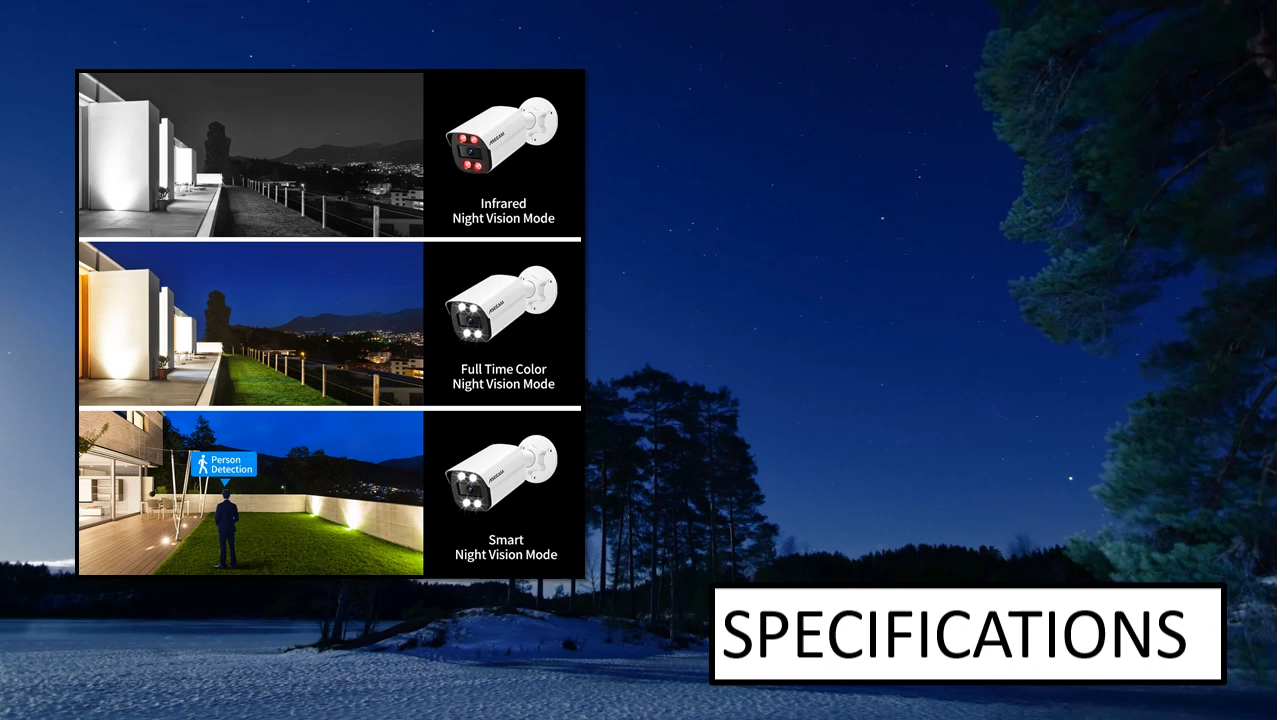 Infrared
Night Vision Mode
Full Time Color
Night Vision Mode
Person
Detection
Smart
Night Vision Mode
SPECIFICATIONS